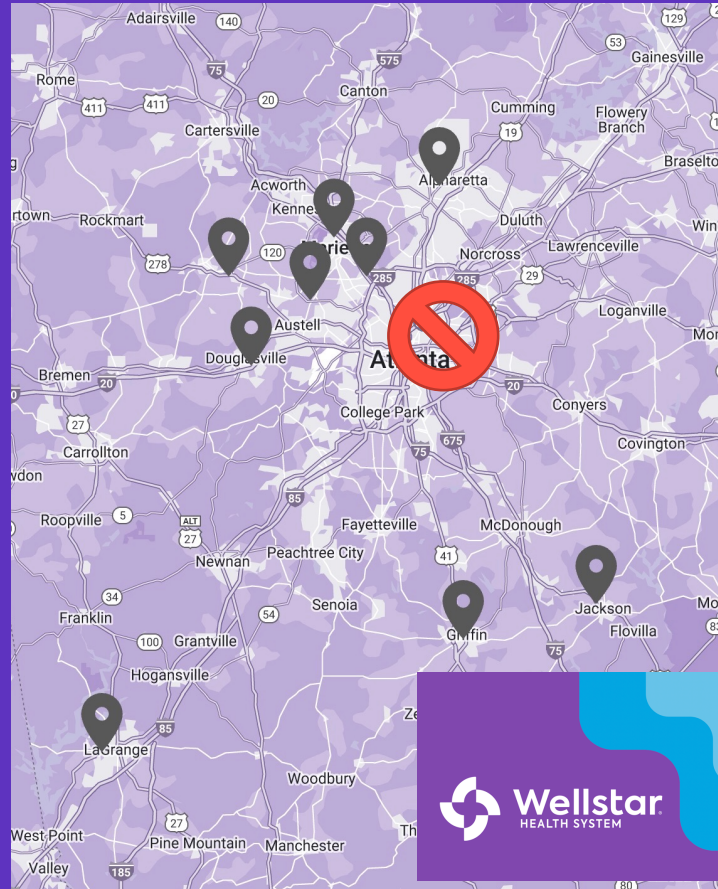 Adairsville
140
129
53
575
75
Gainesville
Rome
Canton
411
411
20
Cumming
Flowery
Branch
Cartersville
19
Alpharetta
Acworth
Rockmart
Duluth
278
120
Norcross
Lawrenceville
285
285
29
Austell
Loganville
Douglasville
Atlanta
Bremen
20
20
College Park
Conyers
27
675
75
Covington
Carrollton
85
Roopville
5
ALT
27
Fayetteville
McDonough
41
Newnan
Peachtree City
34
Senoia
Jackson
Franklin
54
Griffin
Flovilla
100
Grantville
75
Hogansville
85
LaGrange
Woodbury
Wellstar
HEALTH SYSTEM
27
West Point
Pine Mountain
Manchester
Valley
185
80